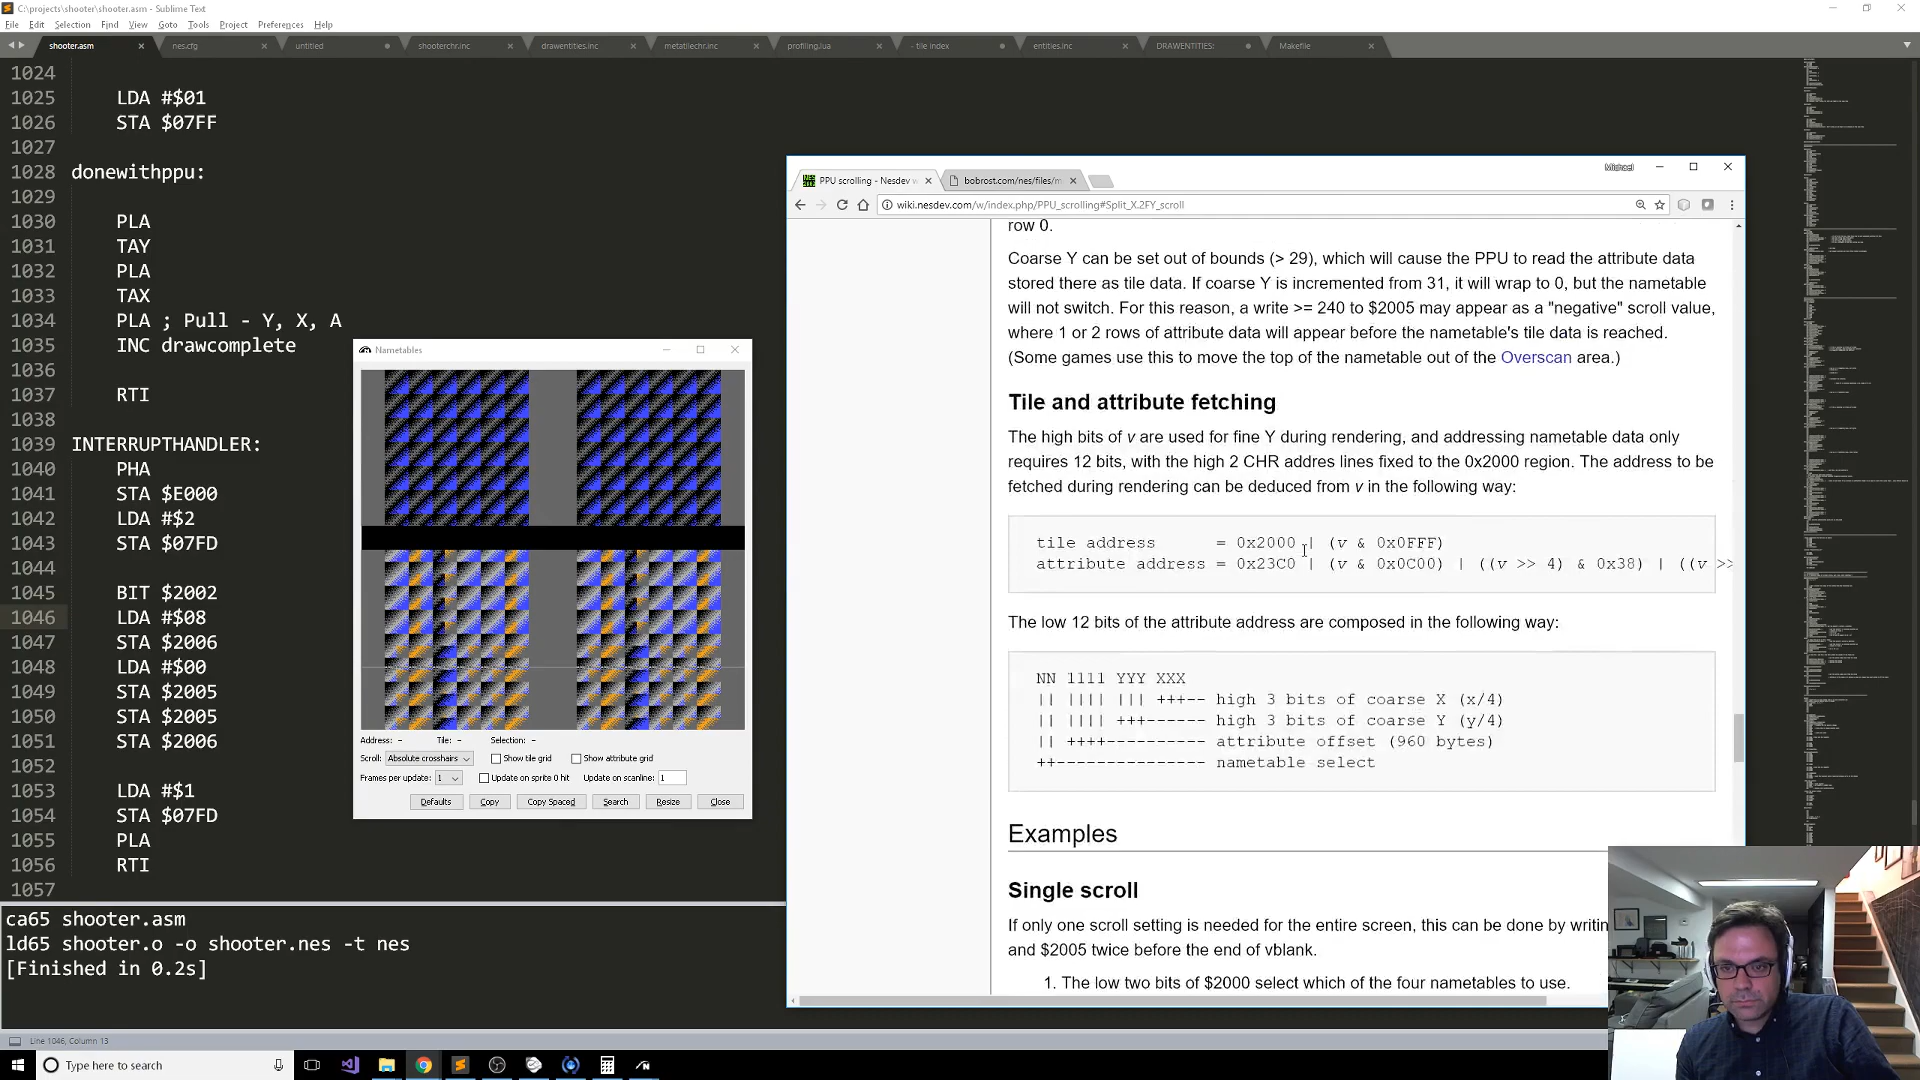 C:\projects\shooter\shooter.asm - Sublime Text
File Edit Selection Find View Goto Tools Project Preferences Help
shooter.asm nes.cfg untitled shooterchr.inc drawentities.inc metatilechr.inc profiling.lua - tile index entities.inc DRAWENTITIES: Makefile
1024
1025 LDA #$01
1026 STA $07FF
1027
1028 donewithppu:
1029
1030 PLA
1031 TAY
1032 PLA
1033 TAX
1034 PLA ; Pull - Y, X, A
1035 INC drawcomplete
1036
1037 RTI
1038
1039 INTERRUPTHANDLER:
1040 PHA
1041 STA $E000
1042 LDA #$2
1043 STA $07FD
1044
1045 BIT $2002
1046 LDA #$08
1047 STA $2006
1048 LDA #$00
1049 STA $2005
1050 STA $2005
1051 STA $2006
1052
1053 LDA #$1
1054 STA $07FD
1055 PLA
1056 RTI
1057
ca65 shooter.asm
ld65 shooter.o -o shooter.nes -t nes
[Finished in 0.2s]
Line 1046, Column 13
Type here to search
Nametables
Address: - Tile: - Selection: -
Scroll: Absolute crosshairs Show tile grid Show attribute grid
Frames per update: 1 Update on sprite 0 hit Update on scanline: 1
Defaults Copy Copy Spaced Search Resize Close
Michael
PPU scrolling - Nesdev w bobrost.com/nes/files/m
wiki.nesdev.com/w/index.php/PPU_scrolling#Split_X.2FY_scroll
row 0.
Coarse Y can be set out of bounds (> 29), which will cause the PPU to read the attribute data
stored there as tile data. If coarse Y is incremented from 31, it will wrap to 0, but the nametable
will not switch. For this reason, a write >= 240 to $2005 may appear as a "negative" scroll value,
where 1 or 2 rows of attribute data will appear before the nametable's tile data is reached.
(Some games use this to move the top of the nametable out of the Overscan area.)
Tile and attribute fetching
The high bits of v are used for fine Y during rendering, and addressing nametable data only
requires 12 bits, with the high 2 CHR addres lines fixed to the 0x2000 region. The address to be
fetched during rendering can be deduced from v in the following way:
tile address = 0x2000 | (v & 0x0FFF)
attribute address = 0x23C0 | (v & 0x0C00) | ((v >> 4) & 0x38) | ((v >>
The low 12 bits of the attribute address are composed in the following way:
NN 1111 YYY XXX
|| |||| ||| +++-- high 3 bits of coarse X (x/4)
|| |||| +++------ high 3 bits of coarse Y (y/4)
|| ++++---------- attribute offset (960 bytes)
++--------------- nametable select
Examples
Single scroll
If only one scroll setting is needed for the entire screen, this can be done by writin
and $2005 twice before the end of vblank.
1. The low two bits of $2000 select which of the four nametables to use.